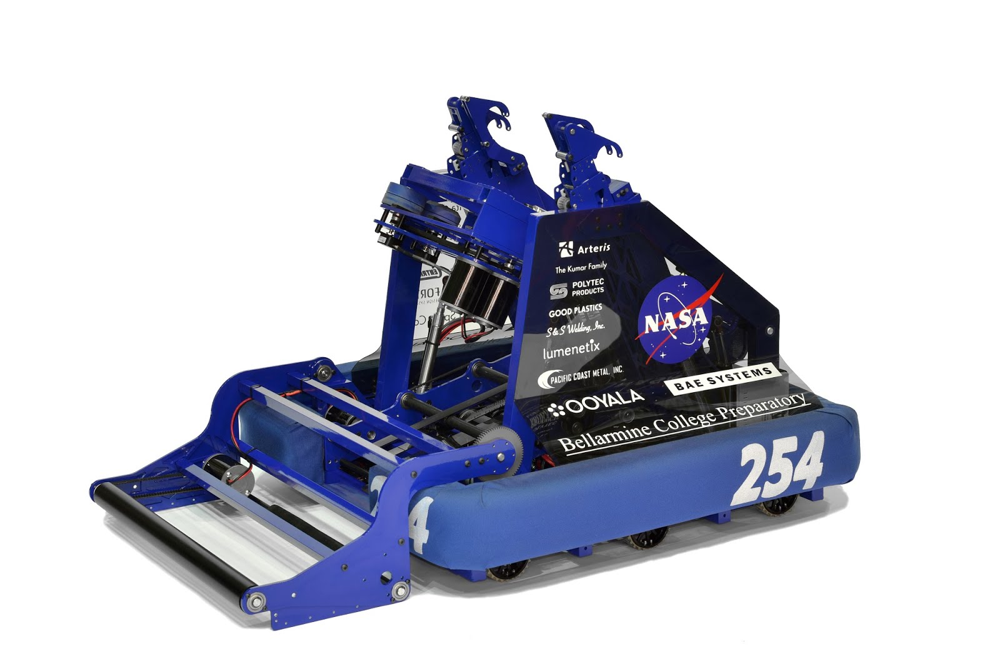 Arteris
The Kumar Family
POLYTEC
PRODUCTS
GOOD PLASTICS
S & S Welding, Inc.
lumenetix
PACIFIC COAST METAL, INC.
OOYALA
NASA
BAE SYSTEMS
Bellarmine College Preparatory
254
4